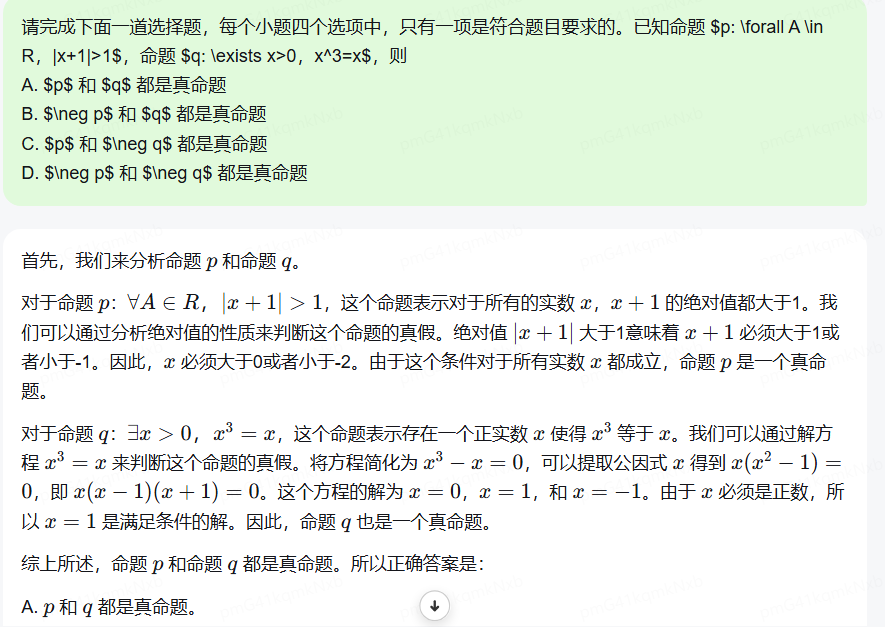 请完成下面一道选择题，每个小题四个选项中，只有一项是符合题目要求的。已知命题 $p: \forall A \in
R，|x+1|>1$，命题 $q: \exists x>0，x^3=x$，则
A. $p$ 和 $q$ 都是真命题
B. $\neg p$ 和 $q$ 都是真命题
C. $p$ 和 $\neg q$ 都是真命题
D. $\neg p$ 和 $\neg q$ 都是真命题
首先，我们来分析命题 p 和命题 q。
对于命题 p：∀A ∈ R，|x + 1| > 1，这个命题表示对于所有的实数 x，x + 1 的绝对值都大于1。我
们可以通过分析绝对值的性质来判断这个命题的真假。绝对值 |x + 1| 大于1意味着 x + 1 必须大于1或
者小于-1。因此，x 必须大于0或者小于-2。由于这个条件对于所有实数 x 都成立，命题 p 是一个真命
题。
对于命题 q：∃x > 0，x³ = x，这个命题表示存在一个正实数 x 使得 x³ 等于 x。我们可以通过解方
程 x³ = x 来判断这个命题的真假。将方程简化为 x³ − x = 0，可以提取公因式 x 得到 x(x² − 1) =
0，即 x(x − 1)(x + 1) = 0。这个方程的解为 x = 0，x = 1，和 x = −1。由于 x 必须是正数，所
以 x = 1 是满足条件的解。因此，命题 q 也是一个真命题。
综上所述，命题 p 和命题 q 都是真命题。所以正确答案是：
A. p 和 q 都是真命题。